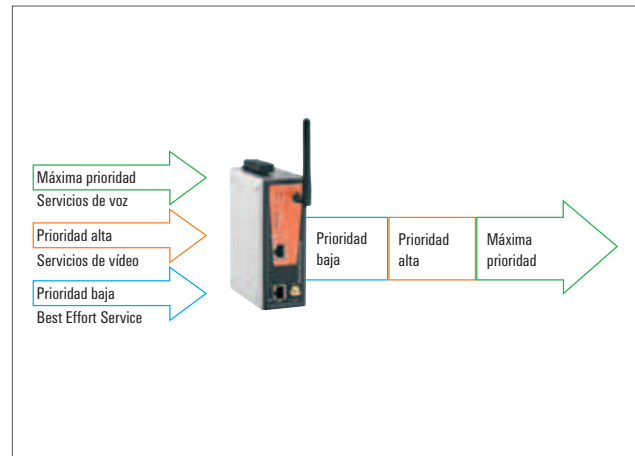 Máxima prioridad
Servicios de voz
Prioridad alta
Servicios de vídeo
Prioridad baja
Best Effort Service
Prioridad
baja
Prioridad
alta
Máxima
prioridad